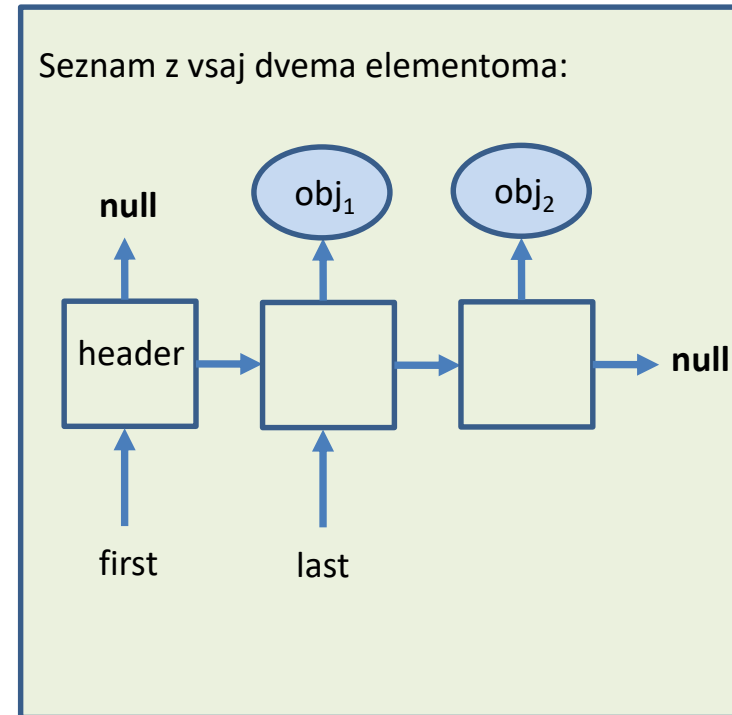 Seznam z vsaj dvema elementoma:
null
obj₁
obj₂
header
null
first
last